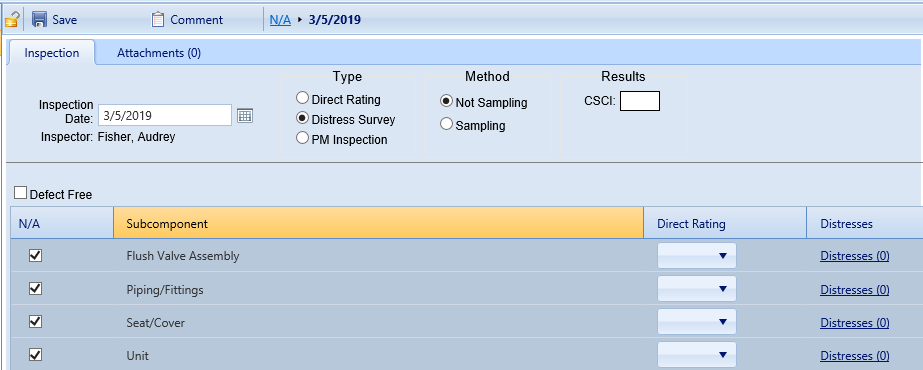 Save Comment N/A ▸ 3/5/2019
Inspection Attachments (0)
Type Method Results
Inspection Date: 3/5/2019
Inspector: Fisher, Audrey
Direct Rating
Distress Survey
PM Inspection
Not Sampling
Sampling
CSCI:
Defect Free
N/A Subcomponent Direct Rating Distresses
Flush Valve Assembly Distresses (0)
Piping/Fittings Distresses (0)
Seat/Cover Distresses (0)
Unit Distresses (0)